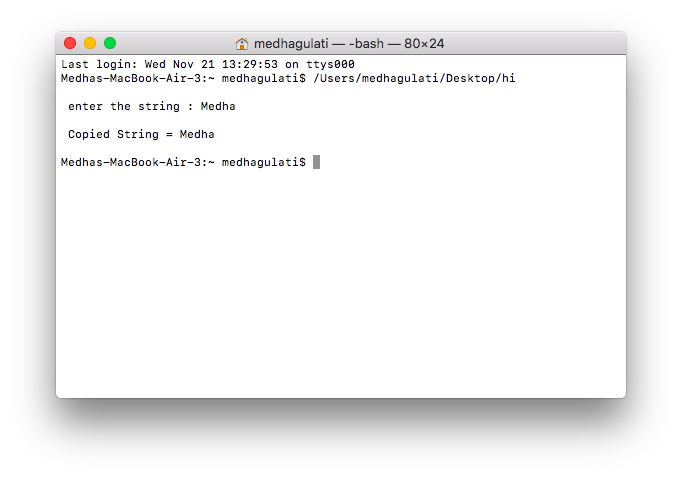 medhagulati — -bash — 80×24
Last login: Wed Nov 21 13:29:53 on ttys000
Medhas-MacBook-Air-3:~ medhagulati$ /Users/medhagulati/Desktop/hi
enter the string : Medha
Copied String = Medha
Medhas-MacBook-Air-3:~ medhagulati$